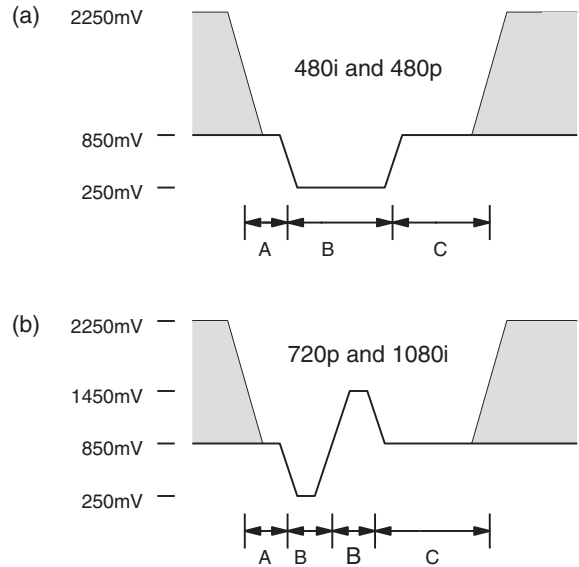 (a)
2250mV
480i and 480p
850mV
250mV
A B C
(b)
2250mV
720p and 1080i
1450mV
850mV
250mV
A B B C